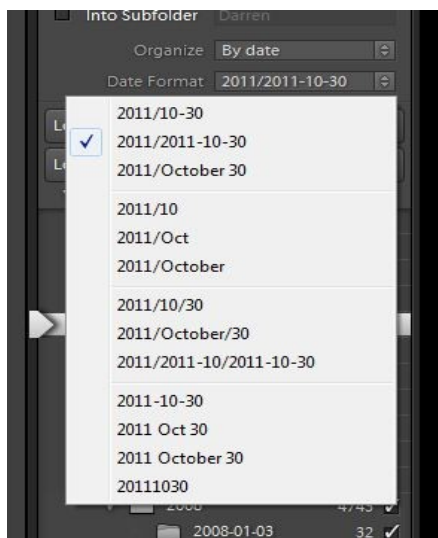 Into Subfolder Darren
Organize By date
Date Format 2011/2011-10-30
2011/10-30
2011/2011-10-30
2011/October 30
2011/10
2011/Oct
2011/October
2011/10/30
2011/October/30
2011/2011-10/2011-10-30
2011-10-30
2011 Oct 30
2011 October 30
20111030
2008 4743
2008-01-03 32